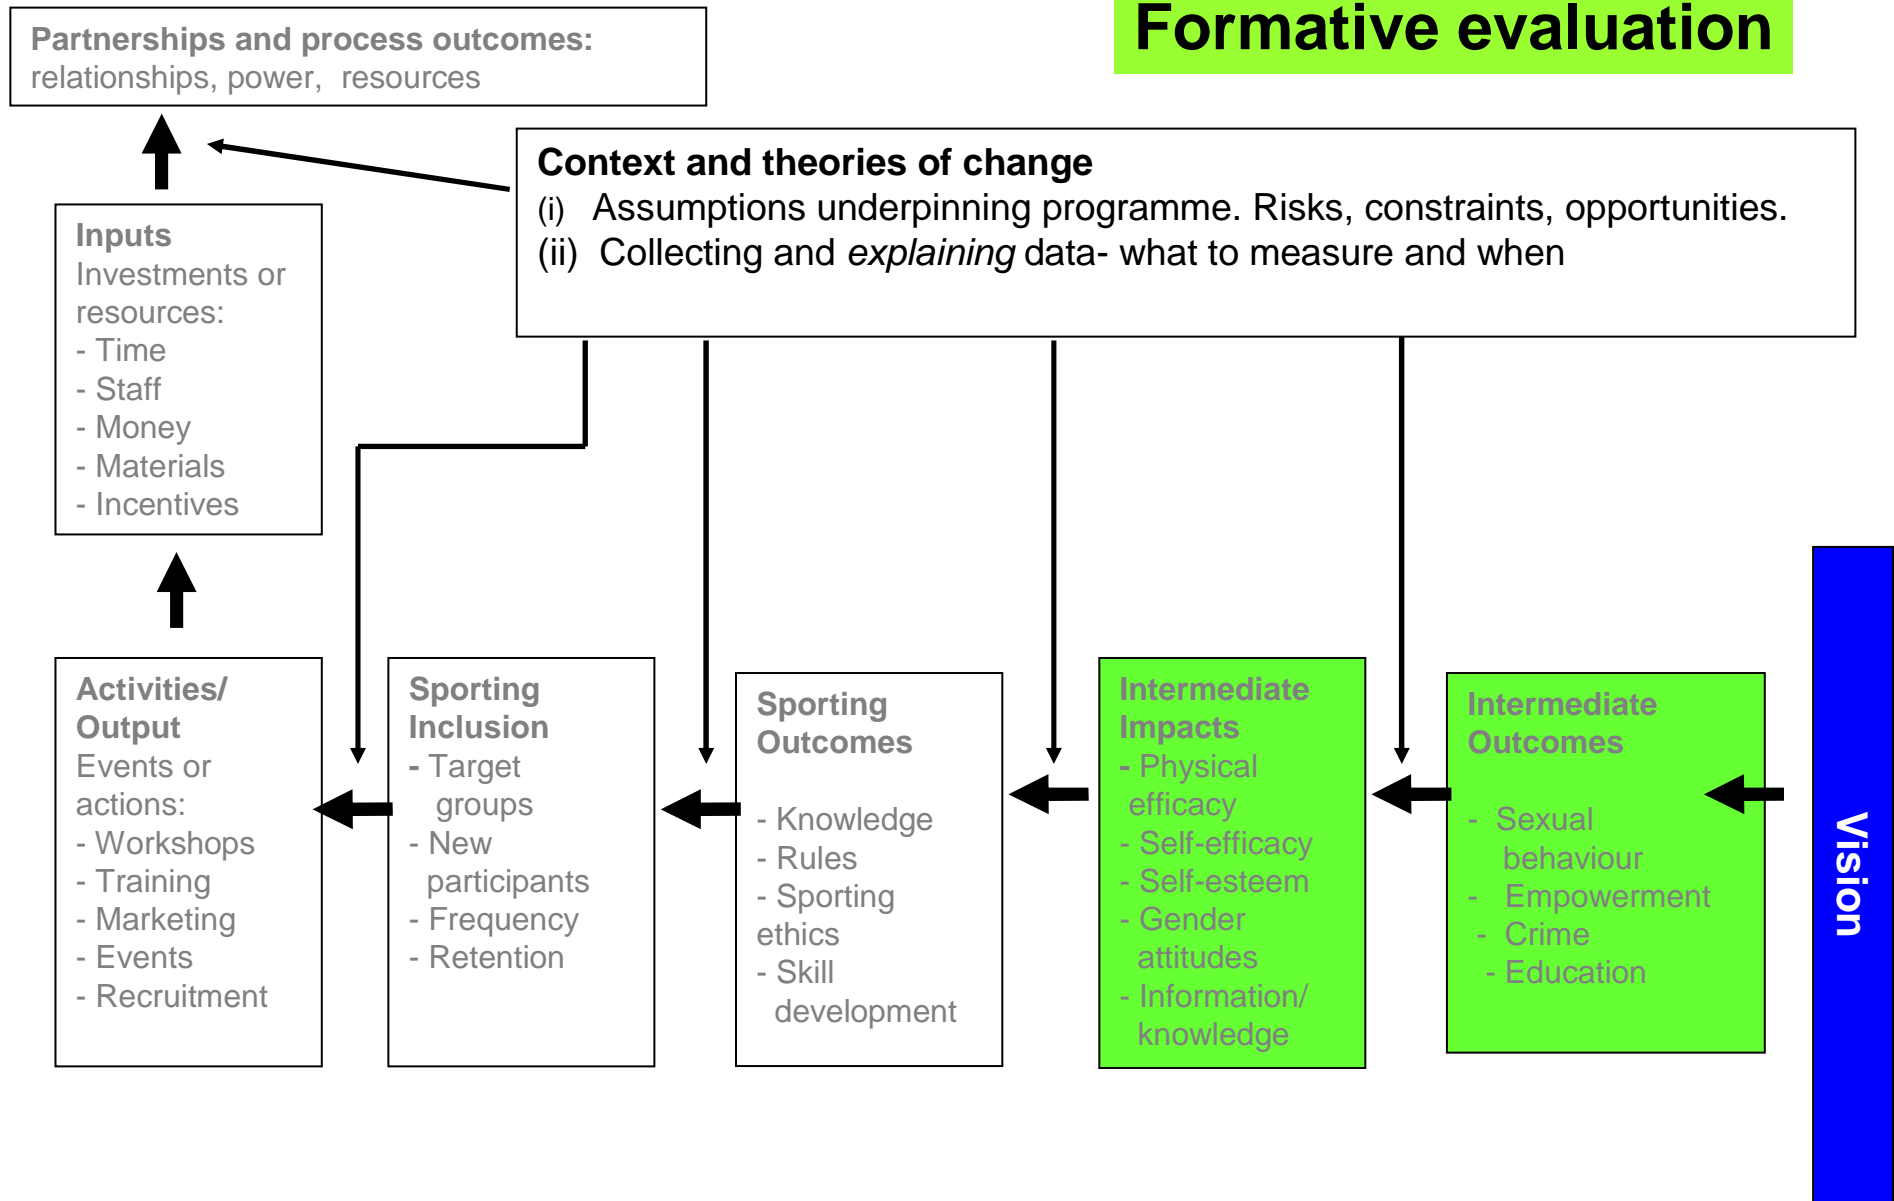 Formative evaluation
Partnerships and process outcomes:
relationships, power, resources
Context and theories of change
(i) Assumptions underpinning programme. Risks, constraints, opportunities.
(ii) Collecting and explaining data- what to measure and when
Inputs
Investments or
resources:
- Time
- Staff
- Money
- Materials
- Incentives
Activities/
Output
Events or
actions:
- Workshops
- Training
- Marketing
- Events
- Recruitment
Sporting
Inclusion
- Target
groups
- New
participants
- Frequency
- Retention
Sporting
Outcomes
- Knowledge
- Rules
- Sporting
ethics
- Skill
development
Intermediate
Impacts
- Physical
efficacy
- Self-efficacy
- Self-esteem
- Gender
attitudes
- Information/
knowledge
Intermediate
Outcomes
- Sexual
behaviour
- Empowerment
- Crime
- Education
Vision